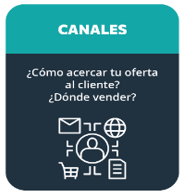 CANALES
¿Cómo acercar tu oferta
al cliente?
¿Dónde vender?